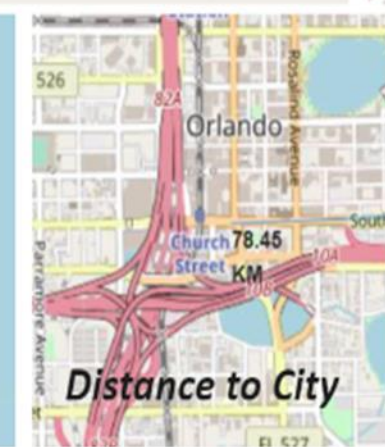 Station
526
82A
Rosalind Avenue
Orlando
South
Church
Street
78.45
KM
10A
10B
Parramore Avenue
Distance to City
FL 527